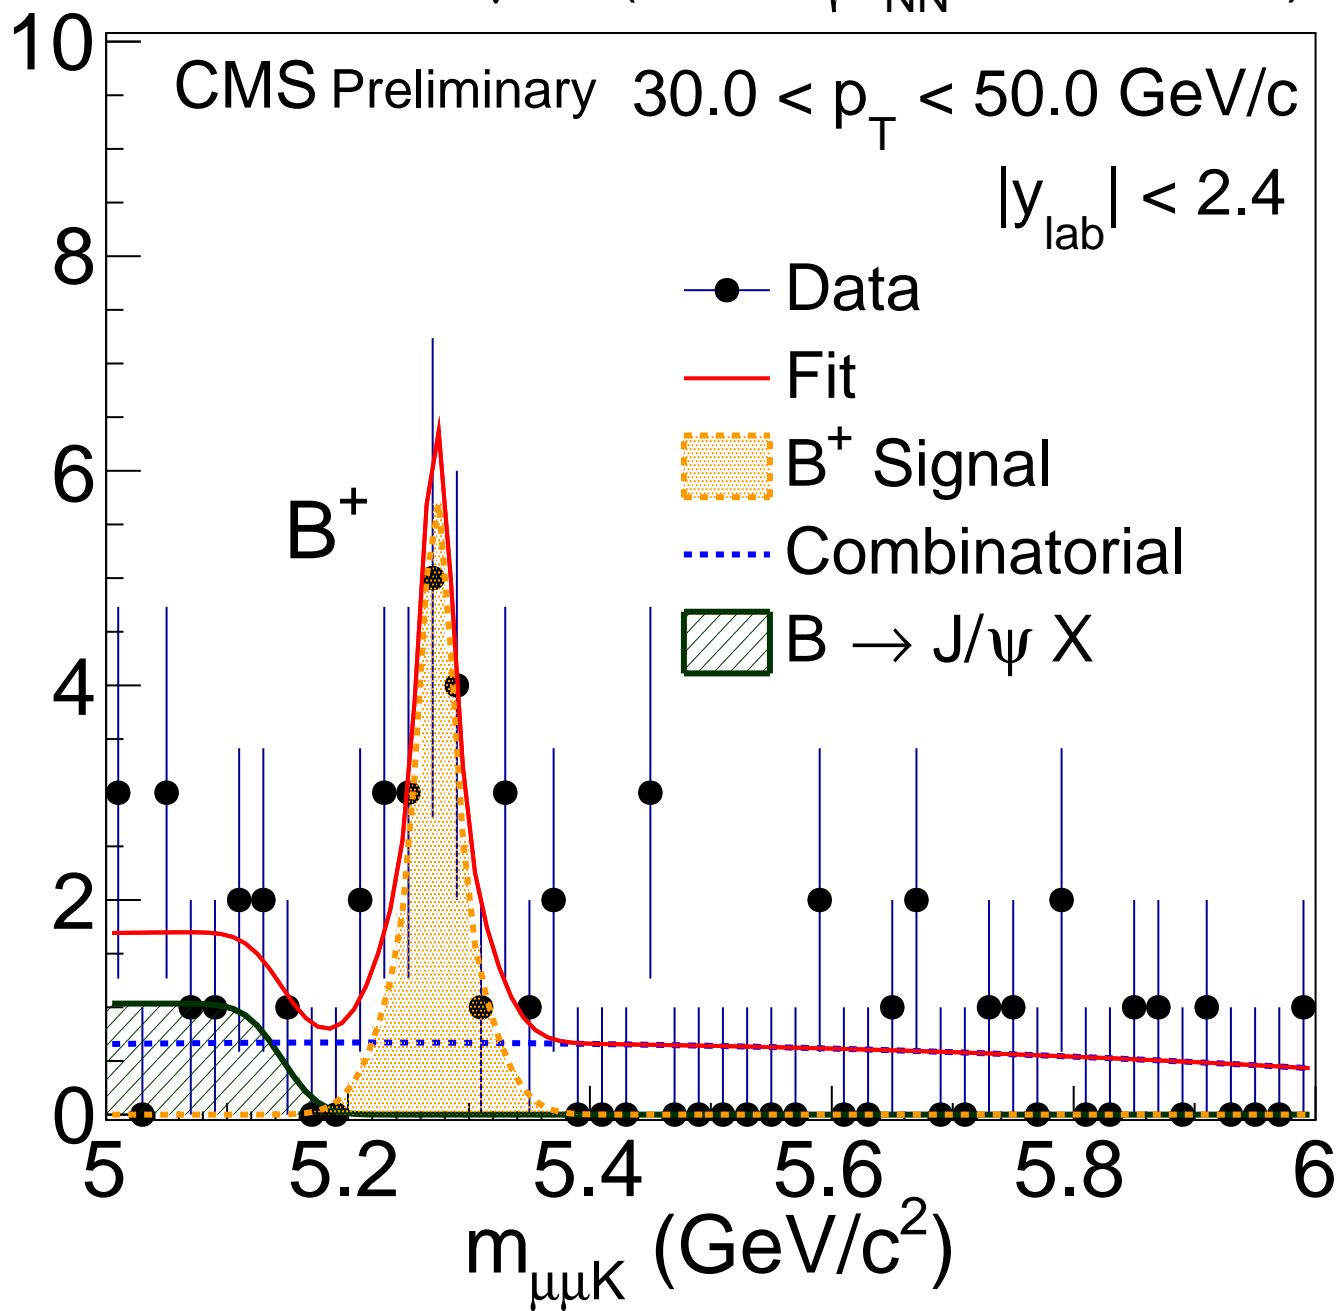 NN
10
CMS Preliminary 30.0 < p_T < 50.0 GeV/c
|y_lab| < 2.4
8
Data
Fit
6
B⁺ Signal
B⁺
Combinatorial
B → J/ψ X
4
2
0
5 5.2 5.4 5.6 5.8 6
m_μμK (GeV/c²)